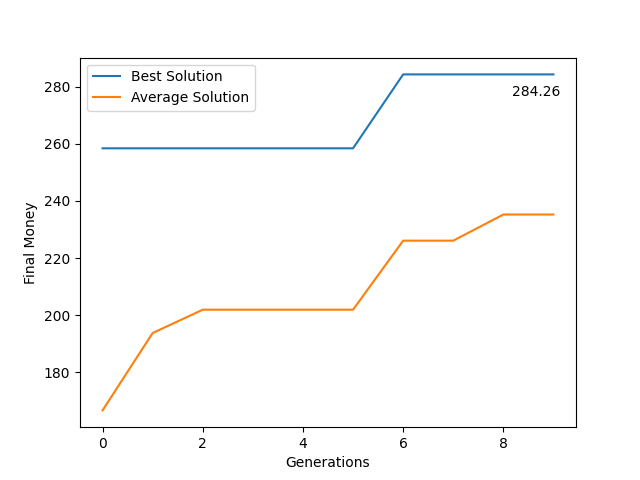 Best Solution
Average Solution
284.26
280
260
240
220
200
180
Final Money
0 2 4 6 8
Generations